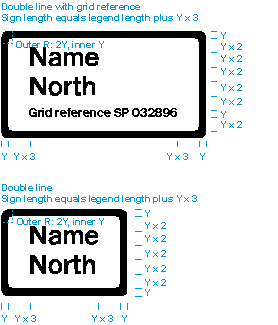 Double line with grid reference
Sign length equals legend length plus Y x 3
Outer R: 2Y, inner Y
Name
North
Grid reference SP 032896
Y
Y x 2
Y x 2
Y
Y x 2
Y x 2
Y x 2
Y
Y Y x 3 Y x 3 Y
Double line
Sign length equals legend length plus Y x 3
Outer R: 2Y, inner Y
Name
North
Y
Y x 2
Y x 2
Y x 2
Y x 2
Y x 2
Y
Y Y x 3 Y x 3 Y